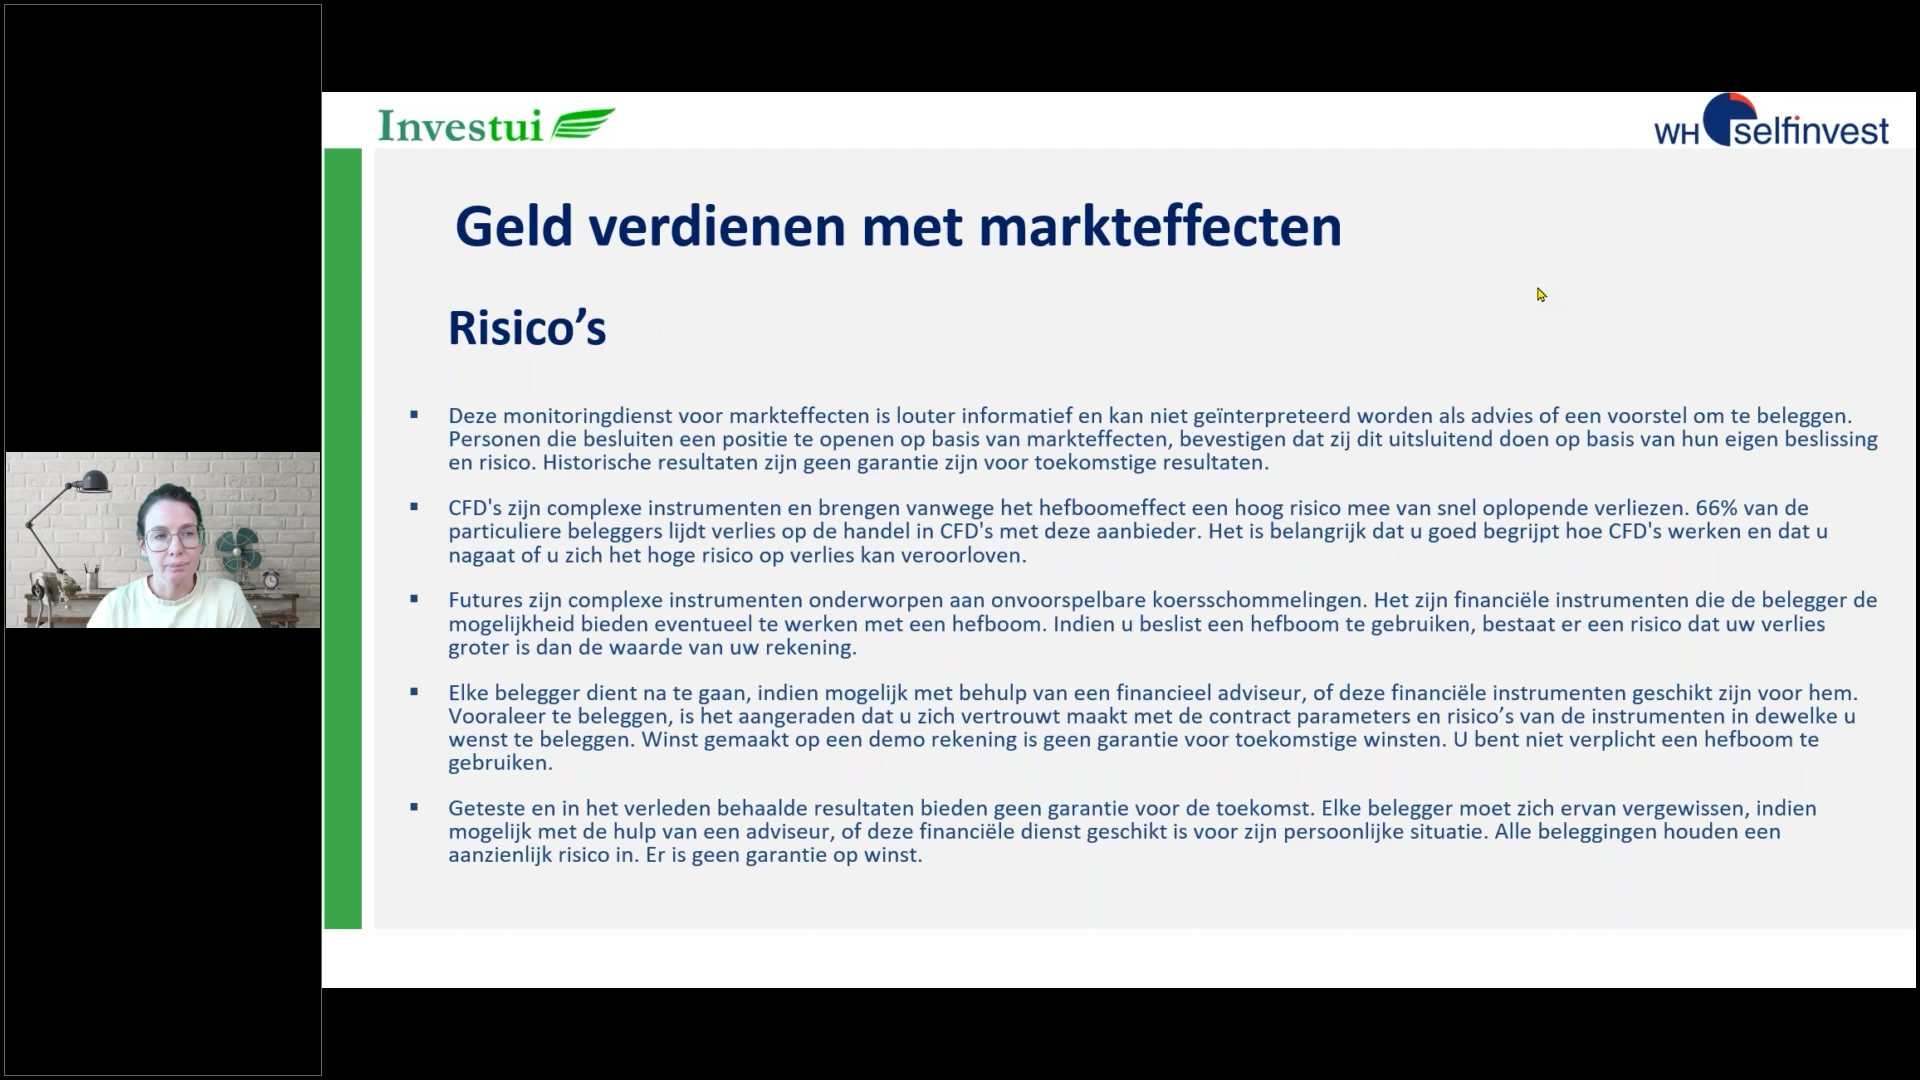 Investui
WH selfinvest
Geld verdienen met markteffecten
Risico’s
▪ Deze monitoringdienst voor markteffecten is louter informatief en kan niet geïnterpreteerd worden als advies of een voorstel om te beleggen.
Personen die besluiten een positie te openen op basis van markteffecten, bevestigen dat zij dit uitsluitend doen op basis van hun eigen beslissing
en risico. Historische resultaten zijn geen garantie zijn voor toekomstige resultaten.
▪ CFD's zijn complexe instrumenten en brengen vanwege het hefboomeffect een hoog risico mee van snel oplopende verliezen. 66% van de
particuliere beleggers lijdt verlies op de handel in CFD's met deze aanbieder. Het is belangrijk dat u goed begrijpt hoe CFD's werken en dat u
nagaat of u zich het hoge risico op verlies kan veroorloven.
▪ Futures zijn complexe instrumenten onderworpen aan onvoorspelbare koersschommelingen. Het zijn financiële instrumenten die de belegger de
mogelijkheid bieden eventueel te werken met een hefboom. Indien u beslist een hefboom te gebruiken, bestaat er een risico dat uw verlies
groter is dan de waarde van uw rekening.
▪ Elke belegger dient na te gaan, indien mogelijk met behulp van een financieel adviseur, of deze financiële instrumenten geschikt zijn voor hem.
Vooraleer te beleggen, is het aangeraden dat u zich vertrouwt maakt met de contract parameters en risico’s van de instrumenten in dewelke u
wenst te beleggen. Winst gemaakt op een demo rekening is geen garantie voor toekomstige winsten. U bent niet verplicht een hefboom te
gebruiken.
▪ Geteste en in het verleden behaalde resultaten bieden geen garantie voor de toekomst. Elke belegger moet zich ervan vergewissen, indien
mogelijk met de hulp van een adviseur, of deze financiële dienst geschikt is voor zijn persoonlijke situatie. Alle beleggingen houden een
aanzienlijk risico in. Er is geen garantie op winst.